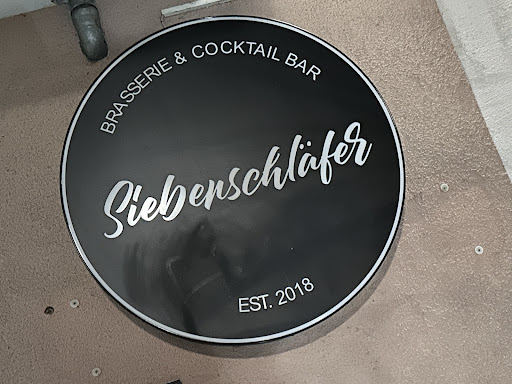 BRASSERIE & COCKTAIL BAR
Siebenschläfer
EST. 2018